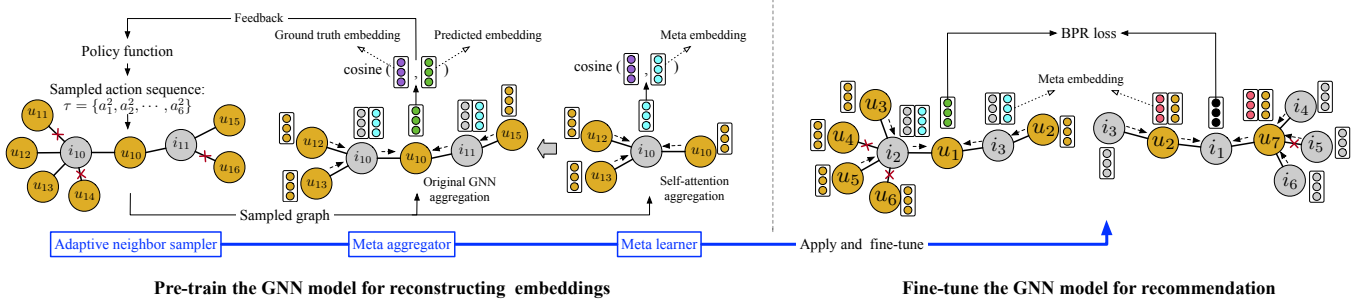 Feedback
Policy function
Sampled action sequence:
τ = {a_1^2, a_2^2, ⋯, a_6^2}
u11
u12
u13
u14
i10
u10
i11
u15
u16
Ground truth embedding
Predicted embedding
cosine ( , )
u12
u13
i10
u10
i11
u15
Original GNN
aggregation
Meta embedding
cosine ( , )
u12
u13
i10
u10
Self-attention
aggregation
Sampled graph
Adaptive neighbor sampler
Meta aggregator
Meta learner
Apply and fine-tune
BPR loss
Meta embedding
u3
u4
u5
u6
i2
u1
i3
u2
i3
u2
i1
u7
i4
i5
i6
Pre-train the GNN model for reconstructing embeddings
Fine-tune the GNN model for recommendation